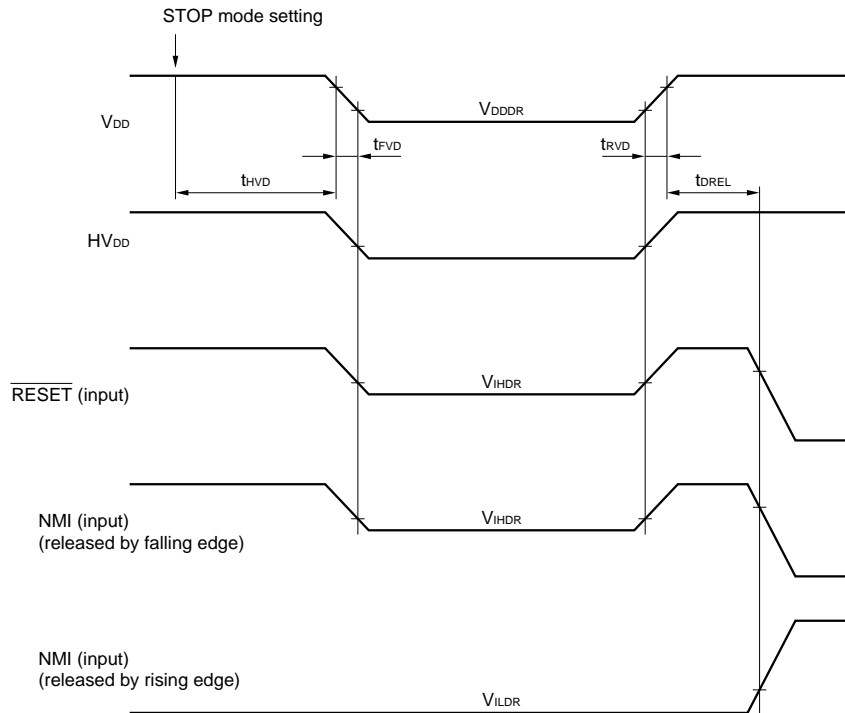 STOP mode setting
VDD
VDDDR
tFVD
tRVD
tHVD
tDREL
HVDD
RESET (input)
VIHDR
NMI (input)
(released by falling edge)
VIHDR
NMI (input)
(released by rising edge)
VILDR